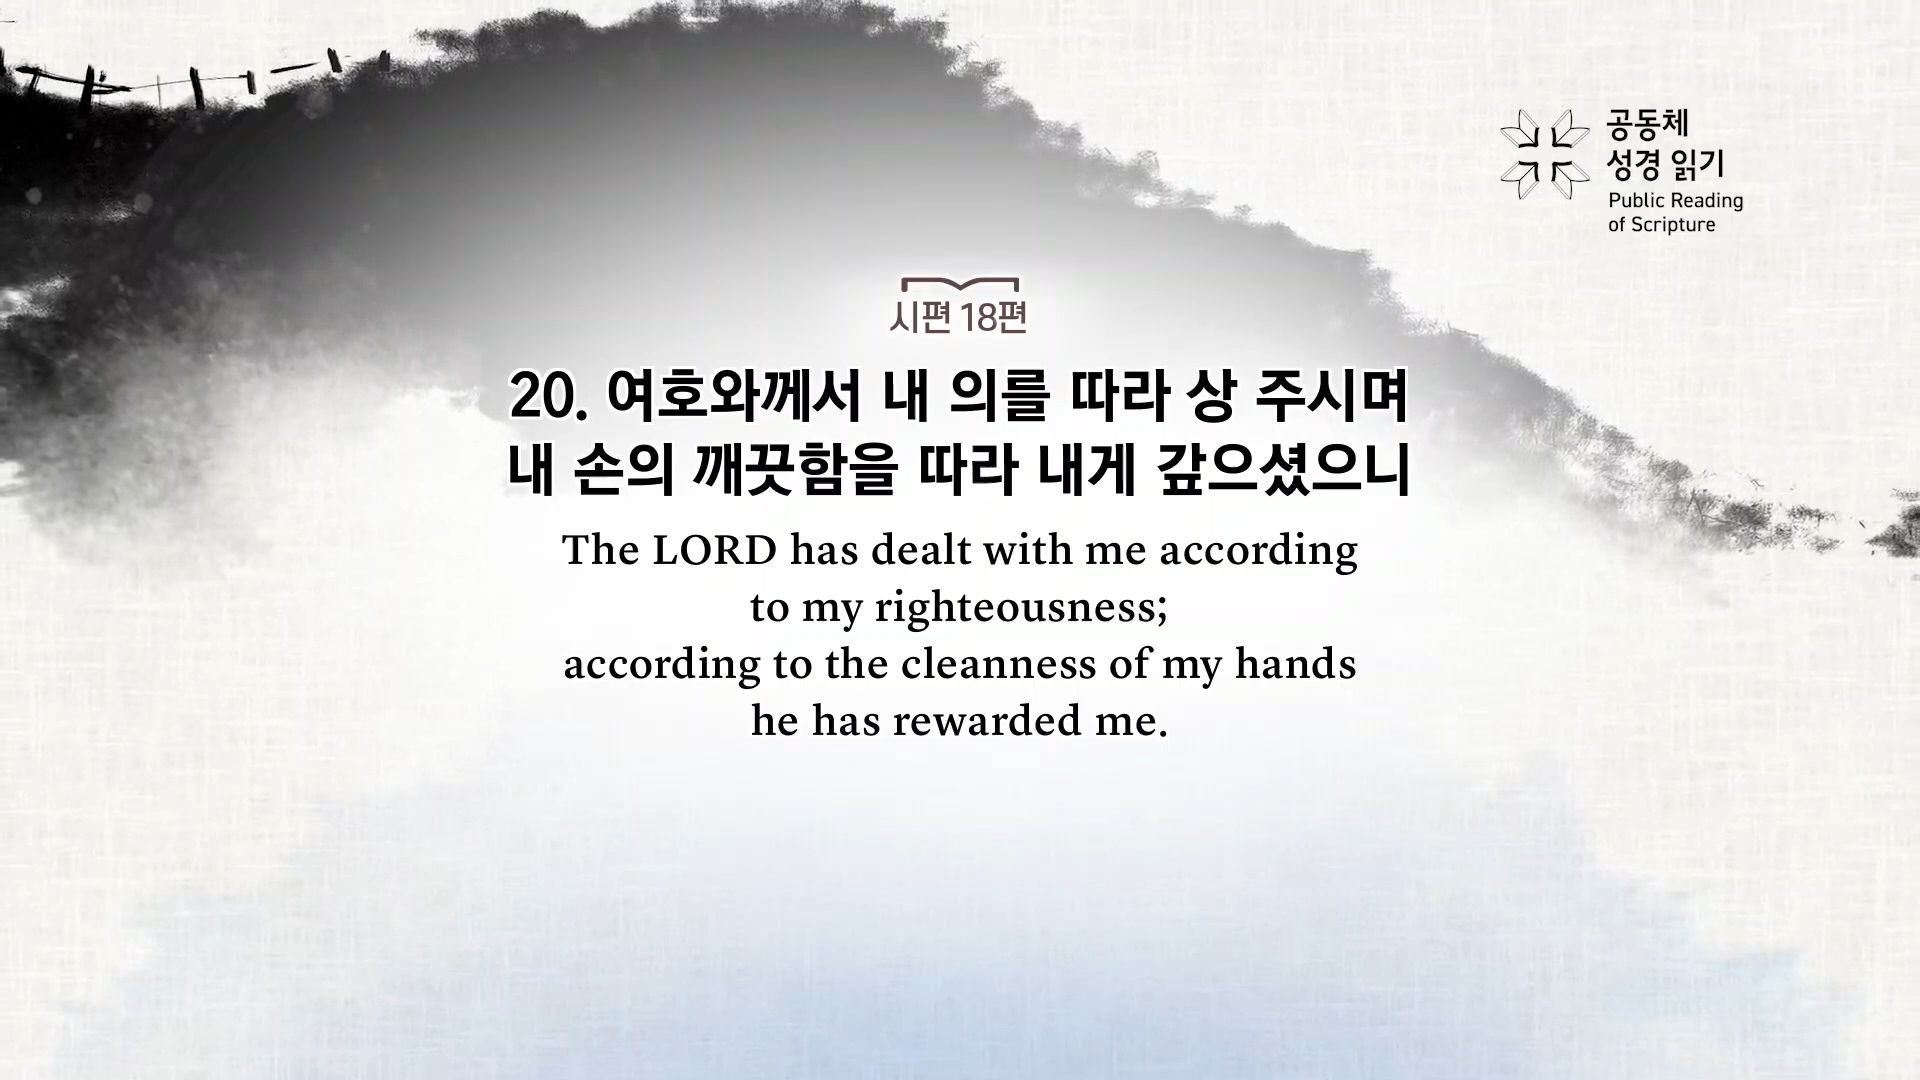 공동체
성경 읽기
Public Reading
of Scripture
시편 18편
20. 여호와께서 내 의를 따라 상 주시며
내 손의 깨끗함을 따라 내게 갚으셨으니
The LORD has dealt with me according
to my righteousness;
according to the cleanness of my hands
he has rewarded me.